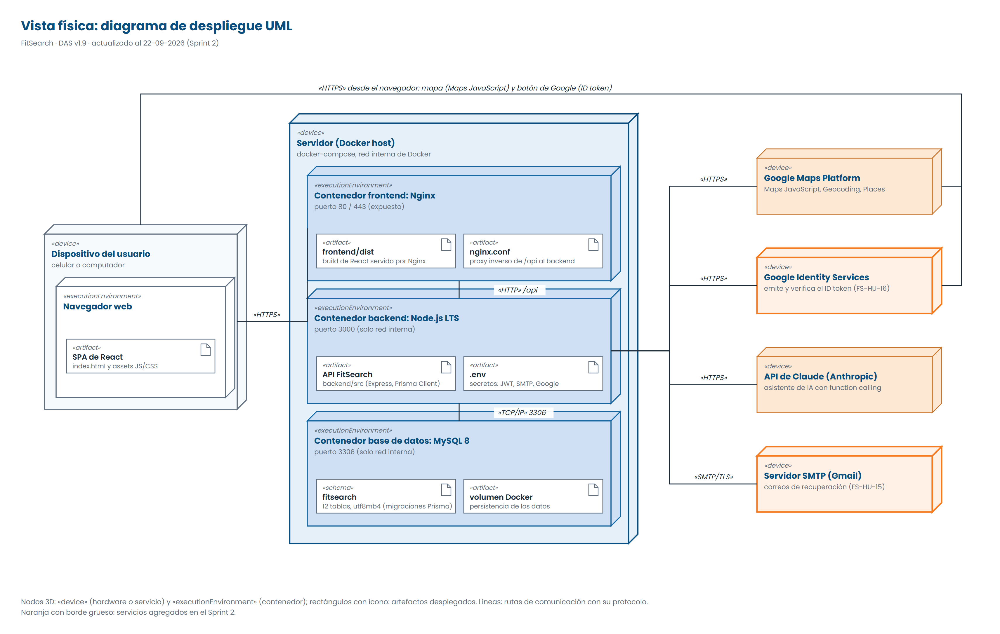 Vista física: diagrama de despliegue UML
FitSearch · DAS v1.9 · actualizado al 22-09-2026 (Sprint 2)
«HTTPS» desde el navegador: mapa (Maps JavaScript) y botón de Google (ID token)
«device»
Dispositivo del usuario
celular o computador
«executionEnvironment»
Navegador web
«artifact»
SPA de React
index.html y assets JS/CSS
«HTTPS»
«device»
Servidor (Docker host)
docker-compose, red interna de Docker
«executionEnvironment»
Contenedor frontend: Nginx
puerto 80 / 443 (expuesto)
«artifact»
frontend/dist
build de React servido por Nginx
«artifact»
nginx.conf
proxy inverso de /api al backend
«HTTP» /api
«executionEnvironment»
Contenedor backend: Node.js LTS
puerto 3000 (solo red interna)
«artifact»
API FitSearch
backend/src (Express, Prisma Client)
«artifact»
.env
secretos: JWT, SMTP, Google
«TCP/IP» 3306
«executionEnvironment»
Contenedor base de datos: MySQL 8
puerto 3306 (solo red interna)
«schema»
fitsearch
12 tablas, utf8mb4 (migraciones Prisma)
«artifact»
volumen Docker
persistencia de los datos
«HTTPS»
«device»
Google Maps Platform
Maps JavaScript, Geocoding, Places
«HTTPS»
«device»
Google Identity Services
emite y verifica el ID token (FS-HU-16)
«HTTPS»
«device»
API de Claude (Anthropic)
asistente de IA con function calling
«SMTP/TLS»
«device»
Servidor SMTP (Gmail)
correos de recuperación (FS-HU-15)
Nodos 3D: «device» (hardware o servicio) y «executionEnvironment» (contenedor); rectángulos con ícono: artefactos desplegados. Líneas: rutas de comunicación con su protocolo.
Naranja con borde grueso: servicios agregados en el Sprint 2.